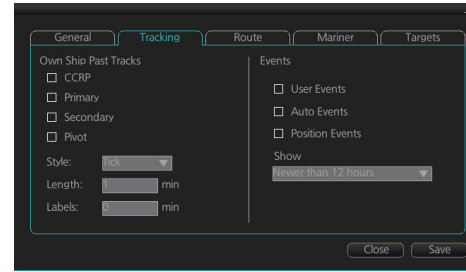 General Tracking Route Mariner Targets
Own Ship Past Tracks
CCRP
Primary
Secondary
Pivot
Style: Tick
Length: 1 min
Labels: 0 min
Events
User Events
Auto Events
Position Events
Show
Newer than 12 hours
Close Save